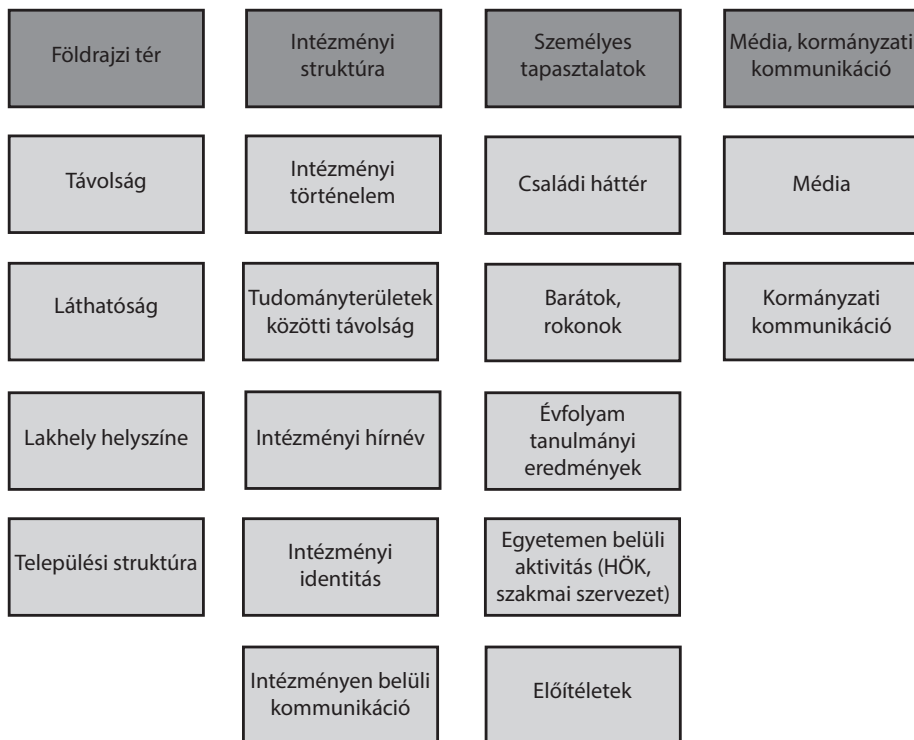 Földrajzi tér
Intézményi
struktúra
Személyes
tapasztalatok
Média, kormányzati
kommunikáció
Távolság
Intézményi
történelem
Családi háttér
Média
Láthatóság
Tudományterületek
közötti távolság
Barátok,
rokonok
Kormányzati
kommunikáció
Lakhely helyszíne
Intézményi hírnév
Évfolyam
tanulmányi
eredmények
Települési struktúra
Intézményi
identitás
Egyetemen belüli
aktivitás (HÖK,
szakmai szervezet)
Intézményen belüli
kommunikáció
Előítéletek